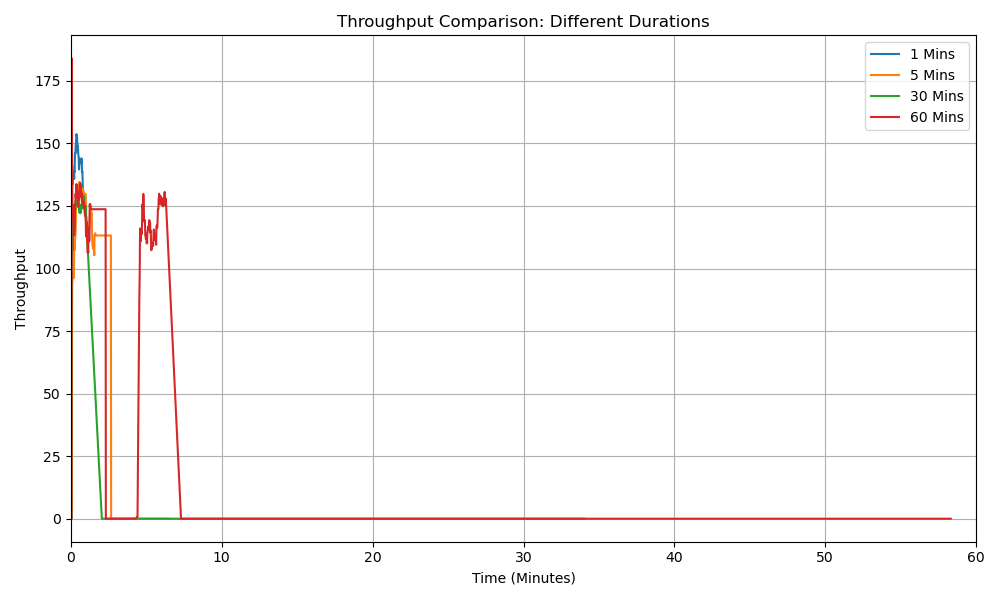 Throughput Comparison: Different Durations
1 Mins
5 Mins
30 Mins
60 Mins
Throughput
175
150
125
100
75
50
25
0
0 10 20 30 40 50 60
Time (Minutes)